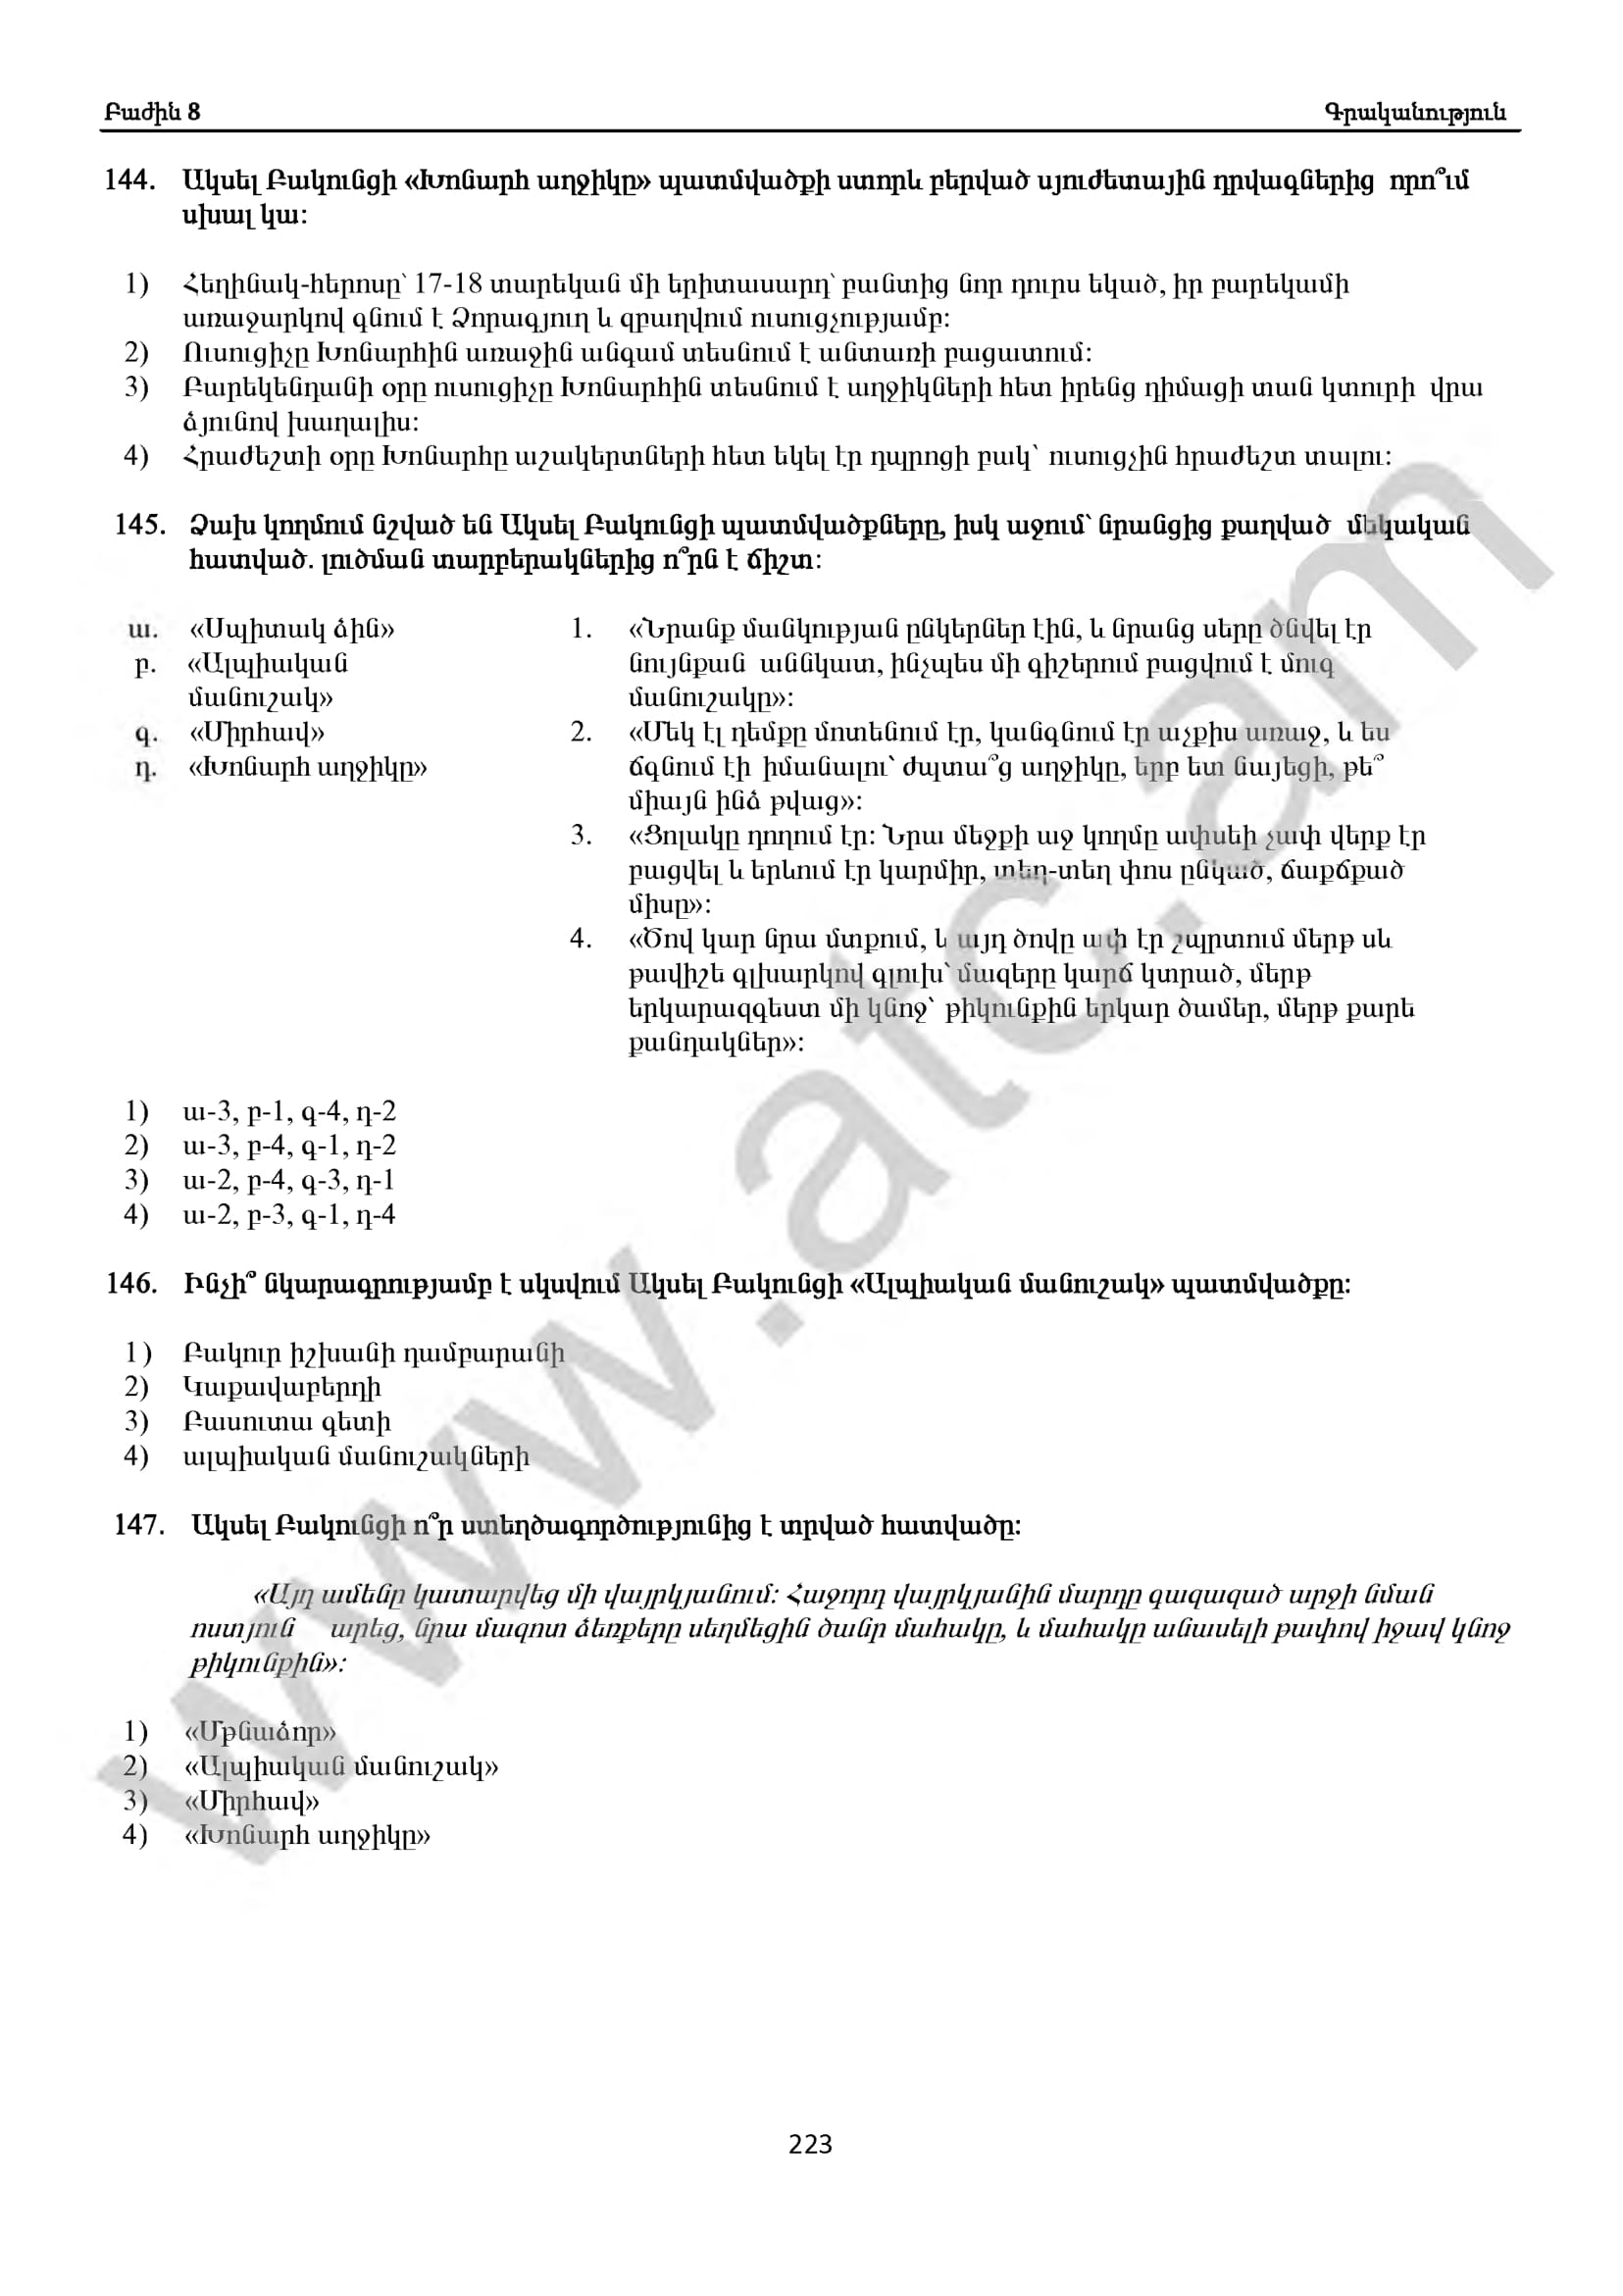 Բաժին 8 Գրականություն
144. Ակսել Բակունցի «Խոնարհ աղջիկը» պատմվածքի ստորև բերված սյուժետային դրվագներից որո՞ւմ
սխալ կա:
1) Հեղինակ-հերոսը՝ 17-18 տարեկան մի երիտասարդ՝ բանտից նոր դուրս եկած, իր բարեկամի
առաջարկով գնում է Ձորագյուղ և զբաղվում ուսուցչությամբ:
2) Ուսուցիչը Խոնարհին առաջին անգամ տեսնում է անտառի բացատում:
3) Բարեկենդանի օրը ուսուցիչը Խոնարհին տեսնում է աղջիկների հետ իրենց դիմացի տան կտուրի վրա
ձյունով խաղալիս:
4) Հրաժեշտի օրը Խոնարհը աշակերտների հետ եկել էր դպրոցի բակ՝ ուսուցչին հրաժեշտ տալու:
145. Ձախ կողմում նշված են Ակսել Բակունցի պատմվածքները, իսկ աջում՝ նրանցից քաղված մեկական
հատված. լուծման տարբերակներից ո՞րն է ճիշտ:
ա. «Սպիտակ ձին»
բ. «Ալպիական
մանուշակ»
գ. «Միրհավ»
դ. «Խոնարհ աղջիկը»
1. «Նրանք մանկության ընկերներ էին, և նրանց սերը ծնվել էր
նույնքան աննկատ, ինչպես մի գիշերում բացվում է մուգ
մանուշակը»:
2. «Մեկ էլ դեմքը մոտենում էր, կանգնում էր աչքիս առաջ, և ես
ճգնում էի իմանալու՝ ժպտա՞ց աղջիկը, երբ ետ նայեցի, թե՞
միայն ինձ թվաց»:
3. «Ցոլակը դողում էր: Նրա մեջքի աջ կողմը ափսեի չափ վերք էր
բացվել և երևում էր կարմիր, տեղ-տեղ փոս ընկած, ճաքճքած
միսը»:
4. «Ծով կար նրա մտքում, և այդ ծովը ափ էր շպրտում մերթ սև
թավիշե գլխարկով գլուխ՝ մազերը կարճ կտրած, մերթ
երկարազգեստ մի կնոջ՝ թիկունքին երկար ծամեր, մերթ քարե
քանդակներ»:
1) ա-3, բ-1, գ-4, դ-2
2) ա-3, բ-4, գ-1, դ-2
3) ա-2, բ-4, գ-3, դ-1
4) ա-2, բ-3, գ-1, դ-4
146. Ինչի՞ նկարագրությամբ է սկսվում Ակսել Բակունցի «Ալպիական մանուշակ» պատմվածքը:
1) Բակուր իշխանի դամբարանի
2) Կաքավաբերդի
3) Բասուտա գետի
4) ալպիական մանուշակների
147. Ակսել Բակունցի ո՞ր ստեղծագործությունից է տրված հատվածը:
«Այդ ամենը կատարվեց մի վայրկյանում: Հաջորդ վայրկյանին մարդը գազազած արջի նման
ոստյուն արեց, նրա մազոտ ձեռքերը սեղմեցին ծանր մահակը, և մահակը անասելի թափով իջավ կնոջ
թիկունքին»:
1) «Մթնաձոր»
2) «Ալպիական մանուշակ»
3) «Միրհավ»
4) «Խոնարհ աղջիկը»
www.atc.am
223